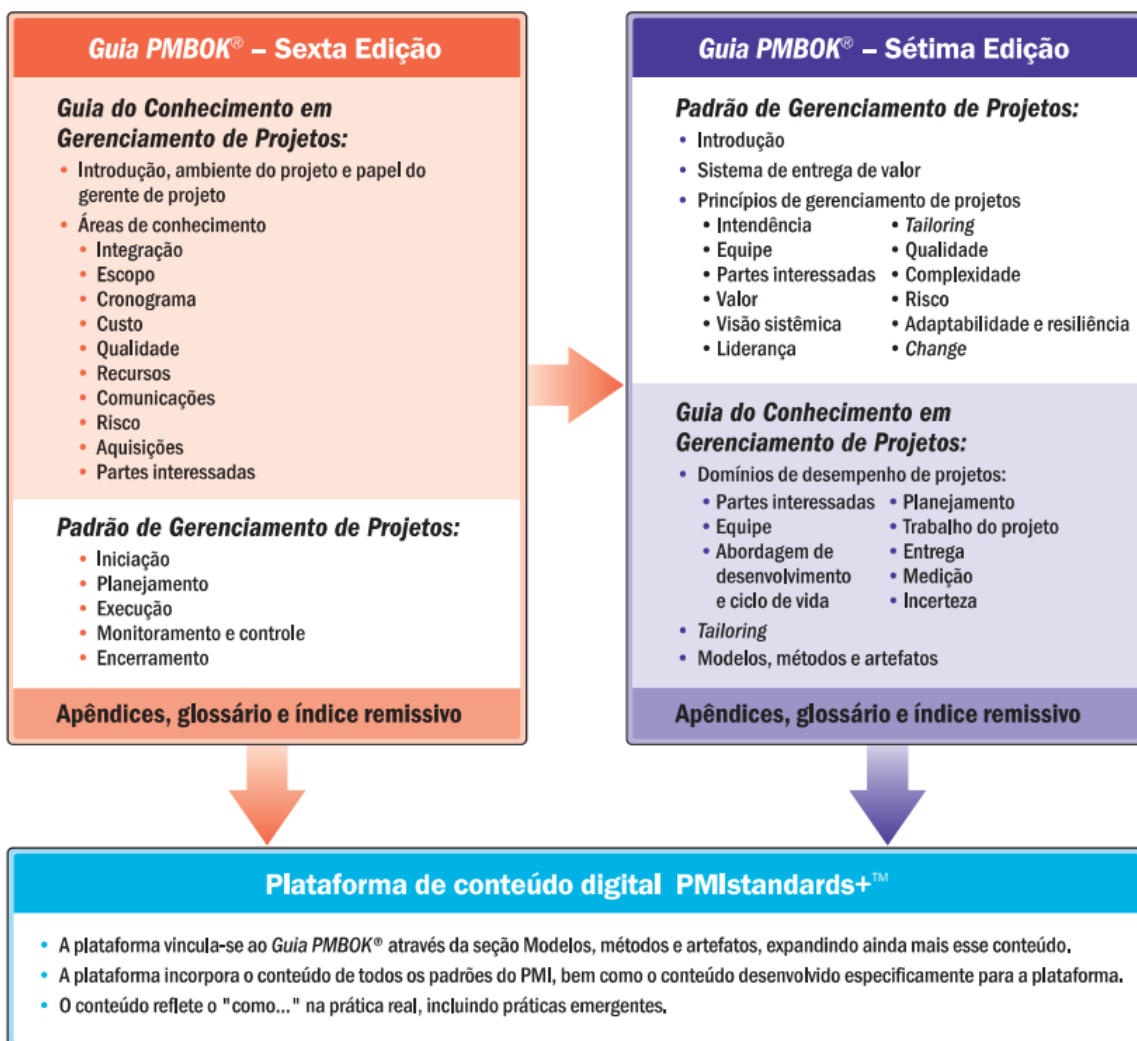 Guia PMBOK® – Sexta Edição
Guia do Conhecimento em
Gerenciamento de Projetos:
• Introdução, ambiente do projeto e papel do
gerente de projeto
• Áreas de conhecimento
• Integração
• Escopo
• Cronograma
• Custo
• Qualidade
• Recursos
• Comunicações
• Risco
• Aquisições
• Partes interessadas
Padrão de Gerenciamento de Projetos:
• Iniciação
• Planejamento
• Execução
• Monitoramento e controle
• Encerramento
Apêndices, glossário e índice remissivo
Guia PMBOK® – Sétima Edição
Padrão de Gerenciamento de Projetos:
• Introdução
• Sistema de entrega de valor
• Princípios de gerenciamento de projetos
• Intendência
• Equipe
• Partes interessadas
• Valor
• Visão sistêmica
• Liderança
• Tailoring
• Qualidade
• Complexidade
• Risco
• Adaptabilidade e resiliência
• Change
Guia do Conhecimento em
Gerenciamento de Projetos:
• Domínios de desempenho de projetos:
• Partes interessadas
• Equipe
• Abordagem de
desenvolvimento
e ciclo de vida
• Planejamento
• Trabalho do projeto
• Entrega
• Medição
• Incerteza
• Tailoring
• Modelos, métodos e artefatos
Apêndices, glossário e índice remissivo
Plataforma de conteúdo digital PMIstandards+™
• A plataforma vincula-se ao Guia PMBOK® através da seção Modelos, métodos e artefatos, expandindo ainda mais esse conteúdo.
• A plataforma incorpora o conteúdo de todos os padrões do PMI, bem como o conteúdo desenvolvido especificamente para a plataforma.
• O conteúdo reflete o "como..." na prática real, incluindo práticas emergentes.